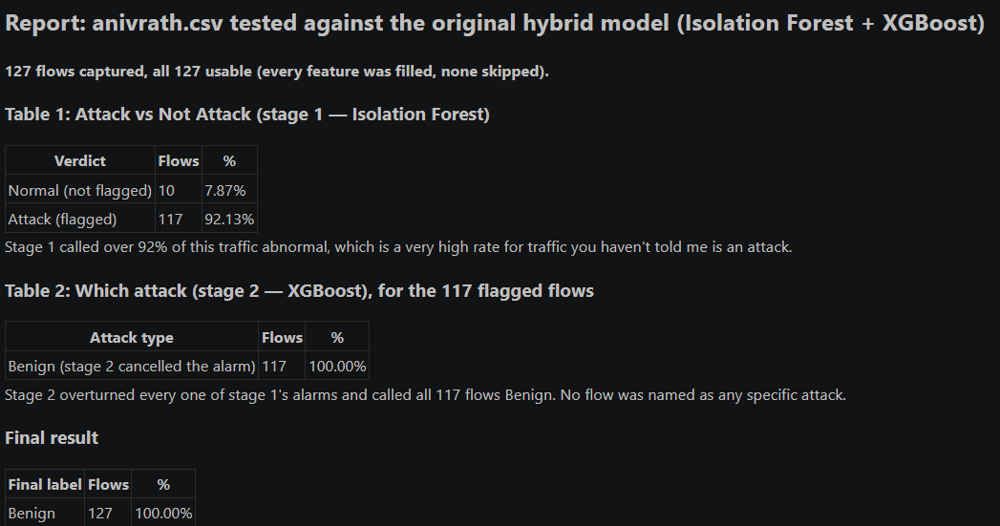 Report: anivrath.csv tested against the original hybrid model (Isolation Forest + XGBoost)
127 flows captured, all 127 usable (every feature was filled, none skipped).
Table 1: Attack vs Not Attack (stage 1 — Isolation Forest)
Verdict Flows %
Normal (not flagged) 10 7.87%
Attack (flagged) 117 92.13%
Stage 1 called over 92% of this traffic abnormal, which is a very high rate for traffic you haven't told me is an attack.
Table 2: Which attack (stage 2 — XGBoost), for the 117 flagged flows
Attack type Flows %
Benign (stage 2 cancelled the alarm) 117 100.00%
Stage 2 overturned every one of stage 1's alarms and called all 117 flows Benign. No flow was named as any specific attack.
Final result
Final label Flows %
Benign 127 100.00%